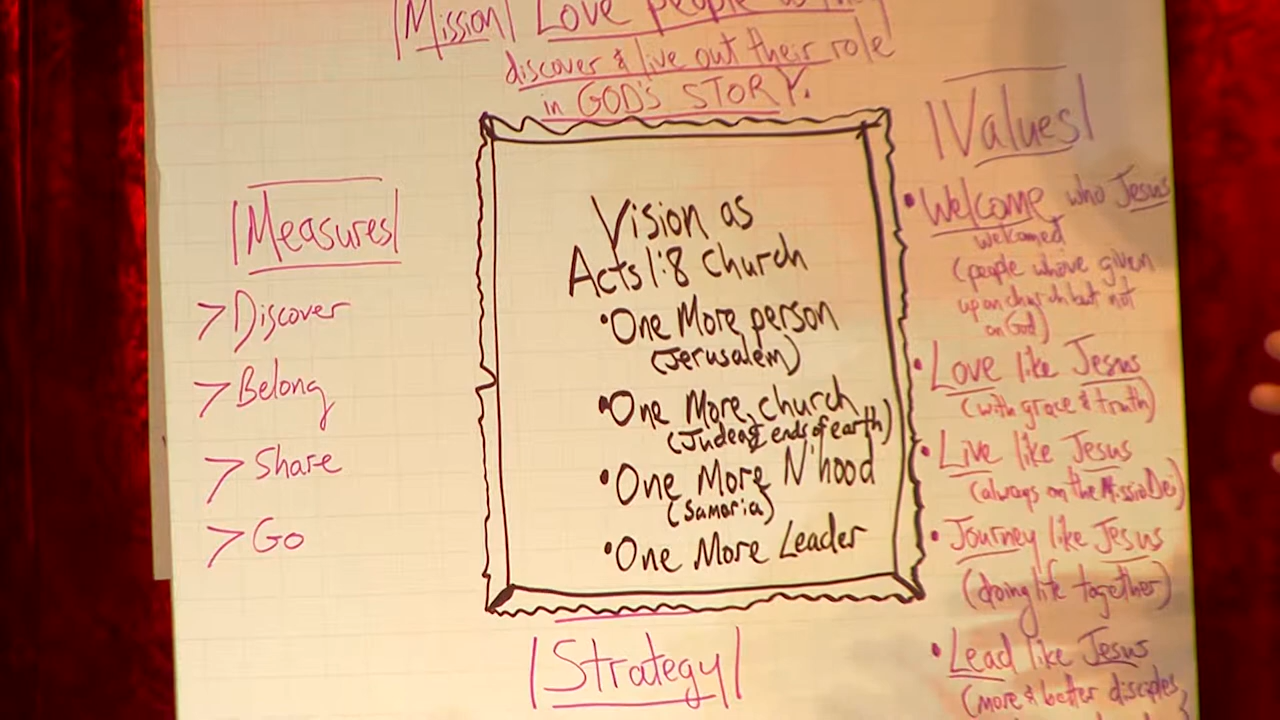 |Mission| Love people as they
discover & live out their role
in GOD'S STORY.
|Measures|
> Discover
> Belong
> Share
> Go
Vision as
Acts 1:8 Church
• One More person
(Jerusalem)
• One More church
(Judea & ends of earth)
• One More N'hood
(Samaria)
• One More Leader
|Strategy|
|Values|
• Welcome who Jesus
welcomed
(people who've given
up on church but not
on God)
• Love like Jesus
(with grace & truth)
• Live like Jesus
(always on the Missio Dei)
• Journey like Jesus
(doing life together)
• Lead like Jesus
(more & better disciples,